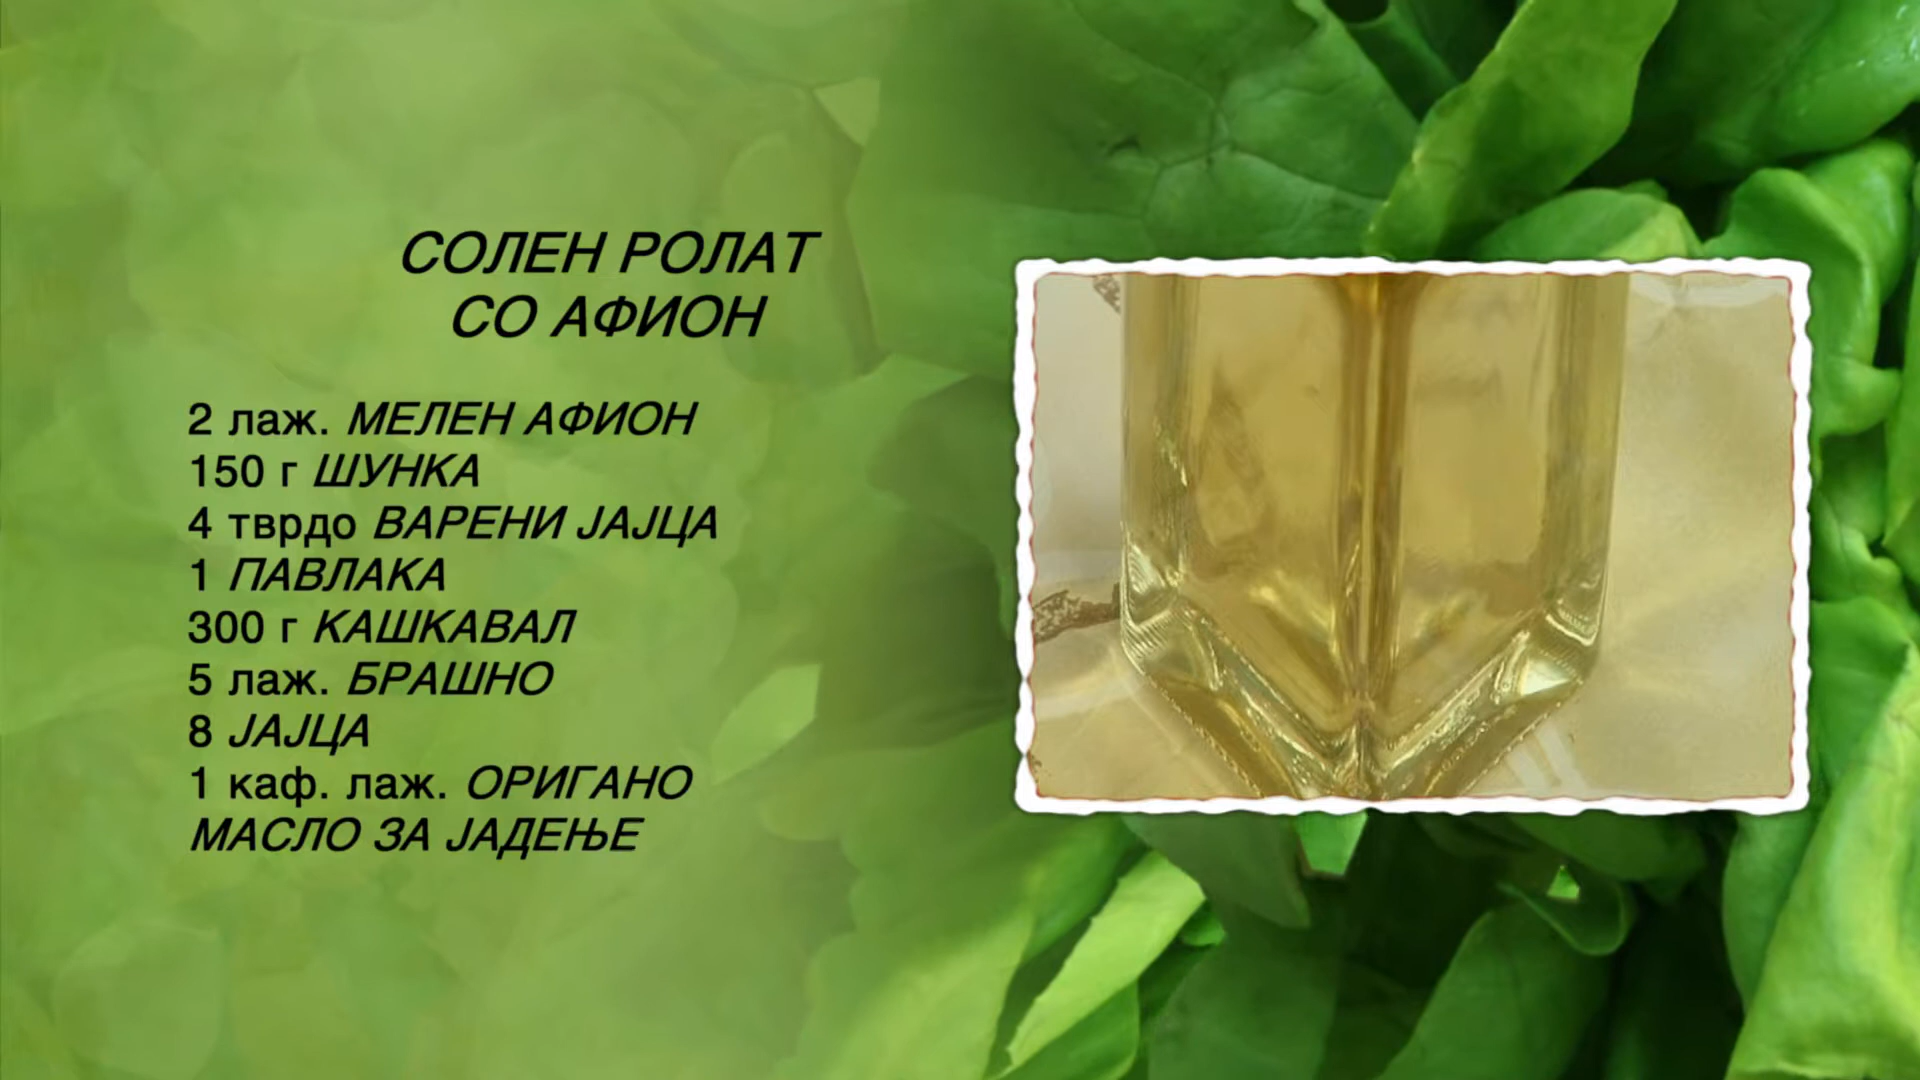 СОЛЕН РОЛАТ
СО АФИОН
2 лаж. МЕЛЕН АФИОН
150 г ШУНКА
4 тврдо ВАРЕНИ ЈАЈЦА
1 ПАВЛАКА
300 г КАШКАВАЛ
5 лаж. БРАШНО
8 ЈАЈЦА
1 каф. лаж. ОРИГАНО
МАСЛО ЗА ЈАДЕЊЕ